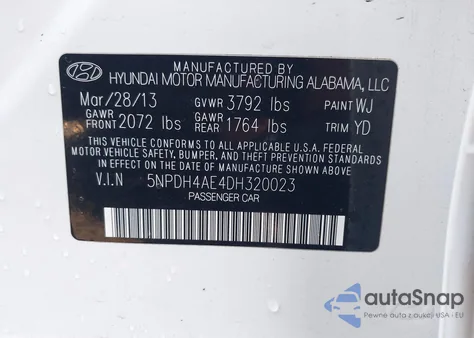 MANUFACTURED BY
HYUNDAI MOTOR MANUFACTURING ALABAMA, LLC
Mar/28/13 GVWR 3792 lbs PAINT WJ
GAWR FRONT 2072 lbs GAWR REAR 1764 lbs TRIM YD
THIS VEHICLE CONFORMS TO ALL APPLICABLE U.S.A. FEDERAL
MOTOR VEHICLE SAFETY, BUMPER, AND THEFT PREVENTION STANDARDS
IN EFFECT ON THE DATE OF MANUFACTURE SHOWN ABOVE.
V.I.N 5NPDH4AE4DH320023
PASSENGER CAR
autoSnap
Pewne auta z aukcji USA - EU